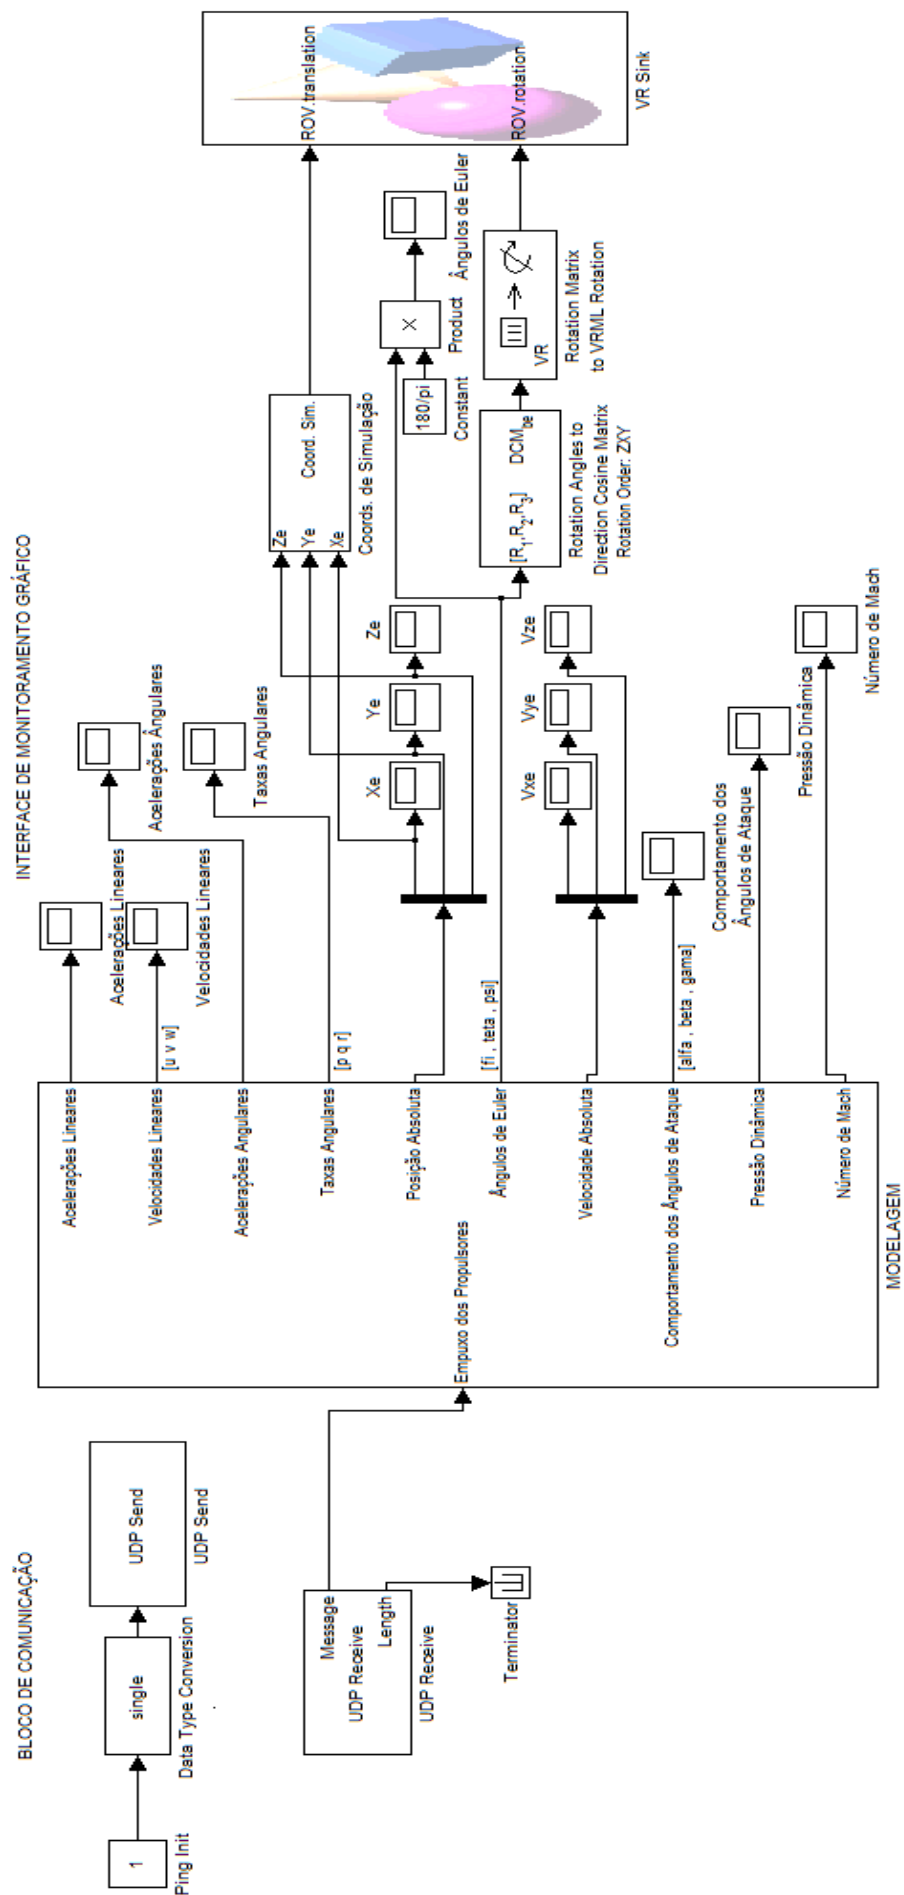 BLOCO DE COMUNICAÇÃO
INTERFACE DE MONITORAMENTO GRÁFICO
1
Ping Init
single
Data Type Conversion
UDP Send
UDP Send
Message
UDP Receive
Length
UDP Receive
Terminator
Empuxo dos Propulsores
Acelerações Lineares
Velocidades Lineares
Acelerações Angulares
Taxas Angulares
Posição Absoluta
Ângulos de Euler
Velocidade Absoluta
Comportamento dos Ângulos de Ataque
Pressão Dinâmica
Número de Mach
MODELAGEM
[u v w]
[p q r]
[fi , teta , psi]
[alfa , beta , gama]
Acelerações Lineares
Velocidades Lineares
Acelerações Ângulares
Taxas Angulares
Xe
Ye
Ze
Vxe
Vye
Vze
Comportamento dos
Ângulos de Ataque
Pressão Dinâmica
Número de Mach
Ze
Ye
Xe
Coord. Sim.
Coords. de Simulação
180/pi
Constant
X
Product
Ângulos de Euler
[R1,R2,R3]
DCMbe
Rotation Angles to
Direction Cosine Matrix
Rotation Order: ZXY
VR
Rotation Matrix
to VRML Rotation
ROV.translation
ROV.rotation
VR Sink